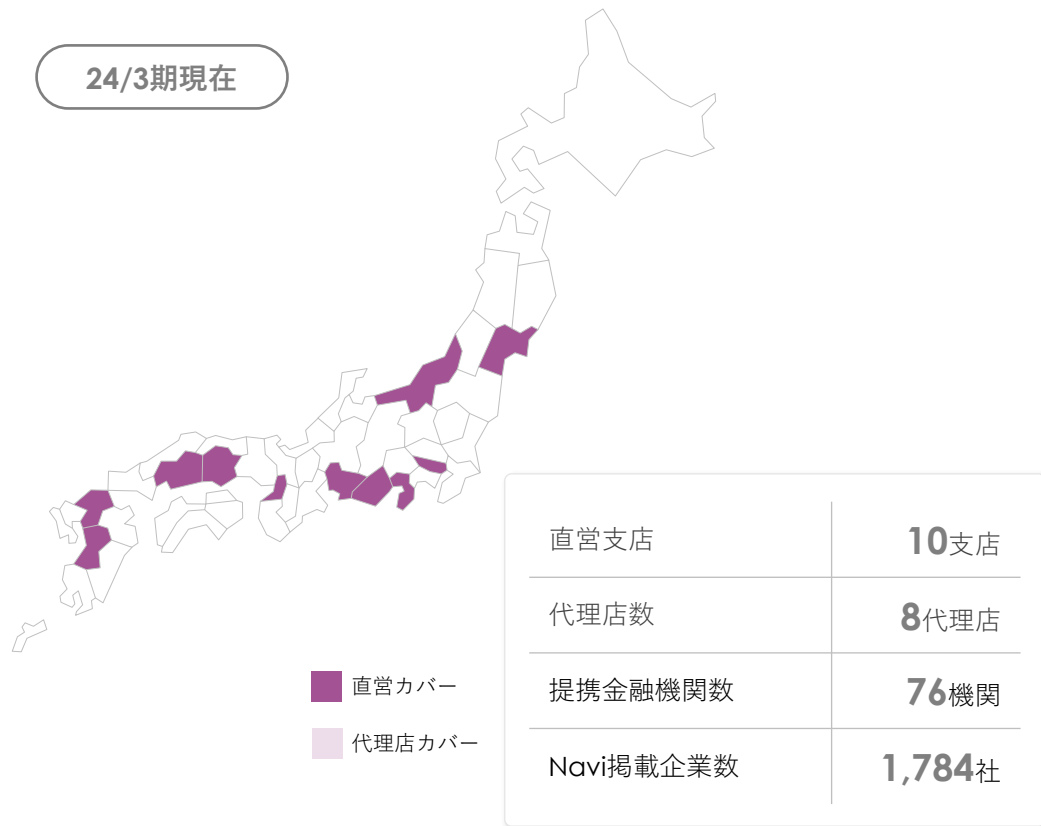 24/3期現在
直営支店 10支店
代理店数 8代理店
提携金融機関数 76機関
Navi掲載企業数 1,784社
直営カバー
代理店カバー